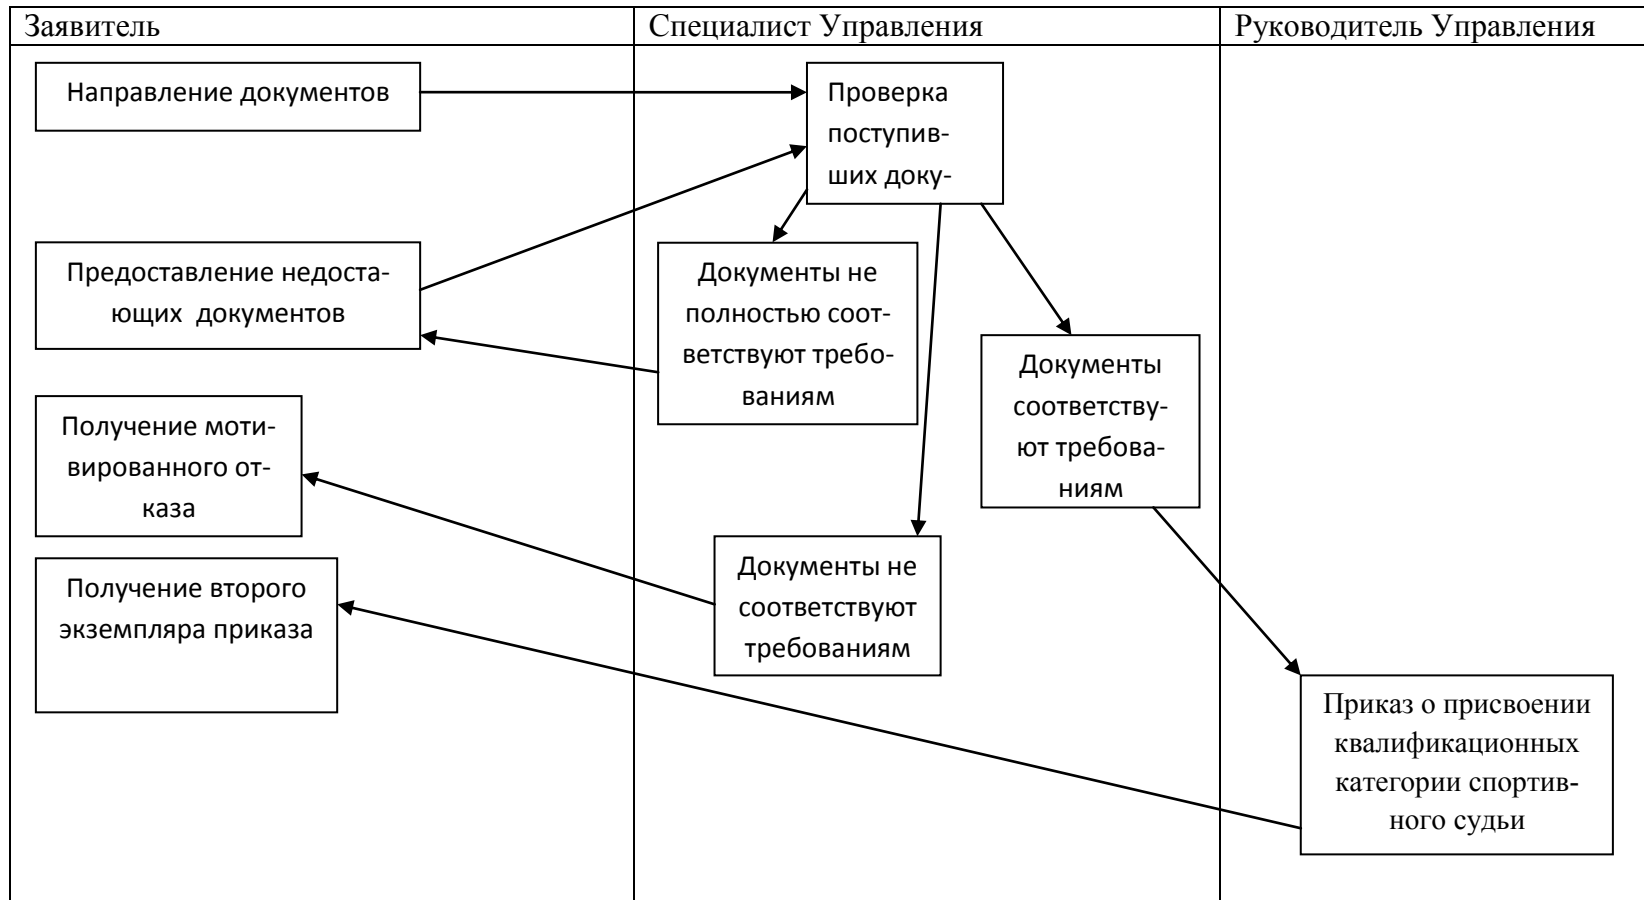 Заявитель
Специалист Управления
Руководитель Управления
Направление документов
Проверка
поступив-
ших доку-
Предоставление недоста-
ющих документов
Документы не
полностью соот-
ветствуют требо-
ваниям
Документы
соответству-
ют требова-
ниям
Получение моти-
вированного от-
каза
Документы не
соответствуют
требованиям
Получение второго
экземпляра приказа
Приказ о присвоении
квалификационных
категории спортив-
ного судьи